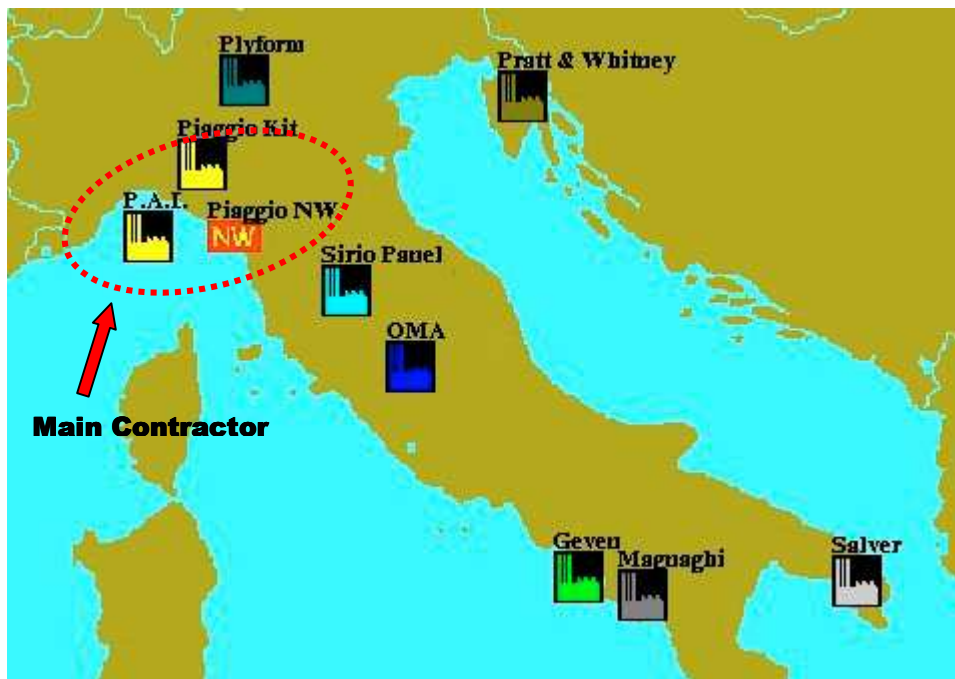 Plyform
Pratt & Whitney
Piaggio Kit
P.A.I.
Piaggio NW
NW
Sirio Panel
OMA
Main Contractor
Geven
Magnaghi
Salver